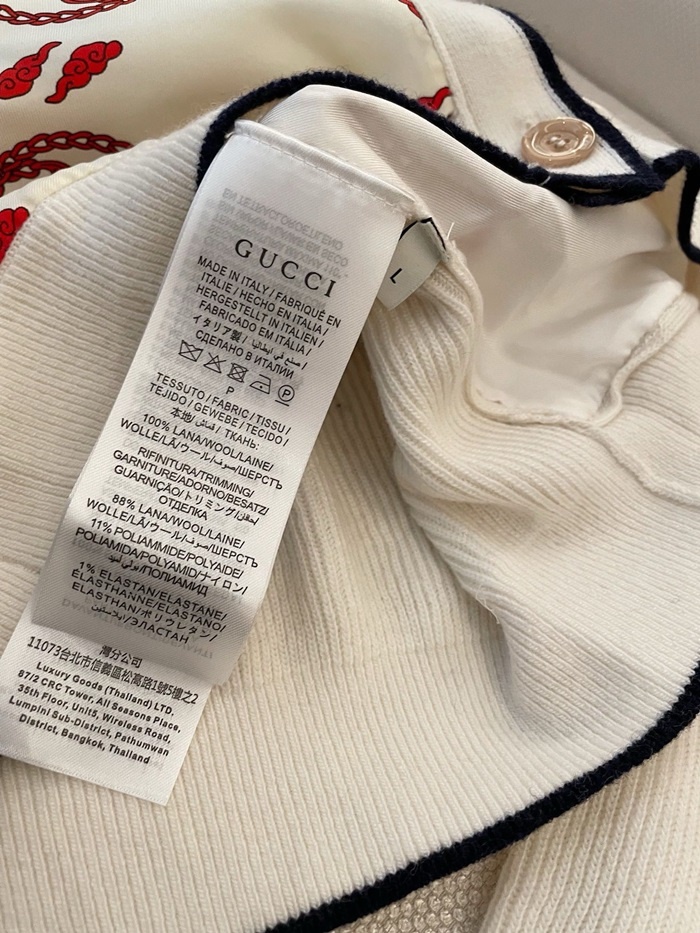 GUCCI
MADE IN ITALY / FABRIQUÉ EN
ITALIE / HECHO EN ITALIA /
HERGESTELLT IN ITALIEN /
FABRICADO EM ITÁLIA /
イタリア製 / صنع في إيطاليا /
СДЕЛАНО В ИТАЛИИ
P
P
TESSUTO / FABRIC / TISSU /
TEJIDO / GEWEBE / TECIDO /
本地 / قماش / ТКАНЬ:
100% LANA/WOOL/LAINE/
WOLLE/LÃ/ウール/صوف/ШЕРСТЬ
RIFINITURA/TRIMMING/
GARNITURE/ADORNO/BESATZ/
GUARNIÇÃO/トリミング/حافة/
ОТДЕЛКА
88% LANA/WOOL/LAINE/
WOLLE/LÃ/ウール/صوف/ШЕРСТЬ
11% POLIAMMIDE/POLYAIDE/
POLIAMIDA/POLYAMID/ナイロン/
بولي أميد/ПОЛИАМИД
1% ELASTAN/ELASTANE/
ÉLASTHANNE/ELASTANO/
ELASTHAN/ポリウレタン/
إيلاستين/ЭЛАСТАН
灣分公司
11073台北市信義區松高路1號5樓之2
Luxury Goods (Thailand) LTD.
87/2 CRC Tower, All Seasons Place,
35th Floor, Unit5, Wireless Road,
Lumpini Sub-District, Pathumwan
District, Bangkok, Thailand
L